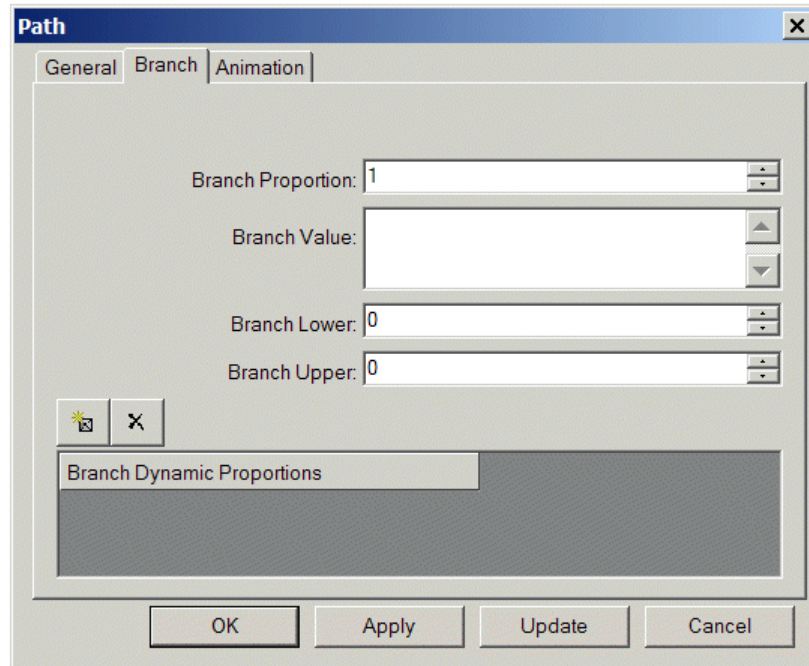 Path
General Branch Animation
Branch Proportion: 1
Branch Value:
Branch Lower: 0
Branch Upper: 0
Branch Dynamic Proportions
OK Apply Update Cancel